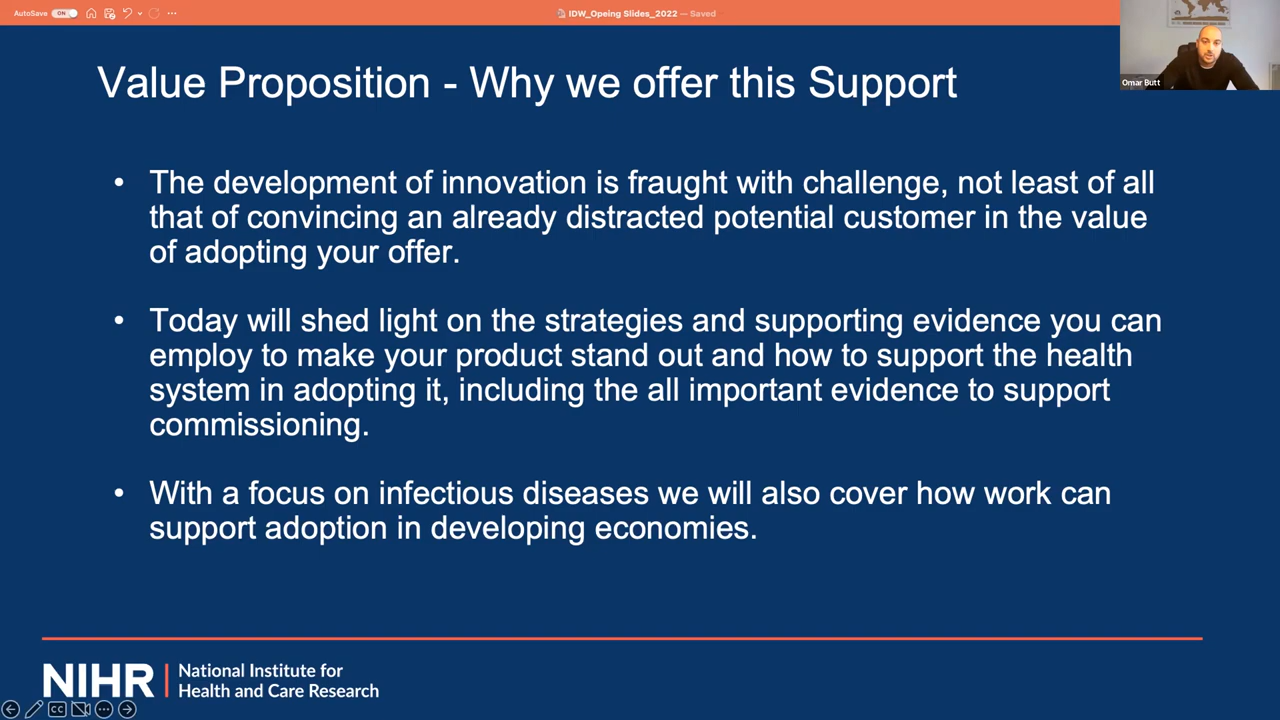 AutoSave ON
IDW_Opeing Slides_2022 — Saved
Omar Butt
Value Proposition - Why we offer this Support
• The development of innovation is fraught with challenge, not least of all
that of convincing an already distracted potential customer in the value
of adopting your offer.
• Today will shed light on the strategies and supporting evidence you can
employ to make your product stand out and how to support the health
system in adopting it, including the all important evidence to support
commissioning.
• With a focus on infectious diseases we will also cover how work can
support adoption in developing economies.
NIHR | National Institute for
Health and Care Research
CC